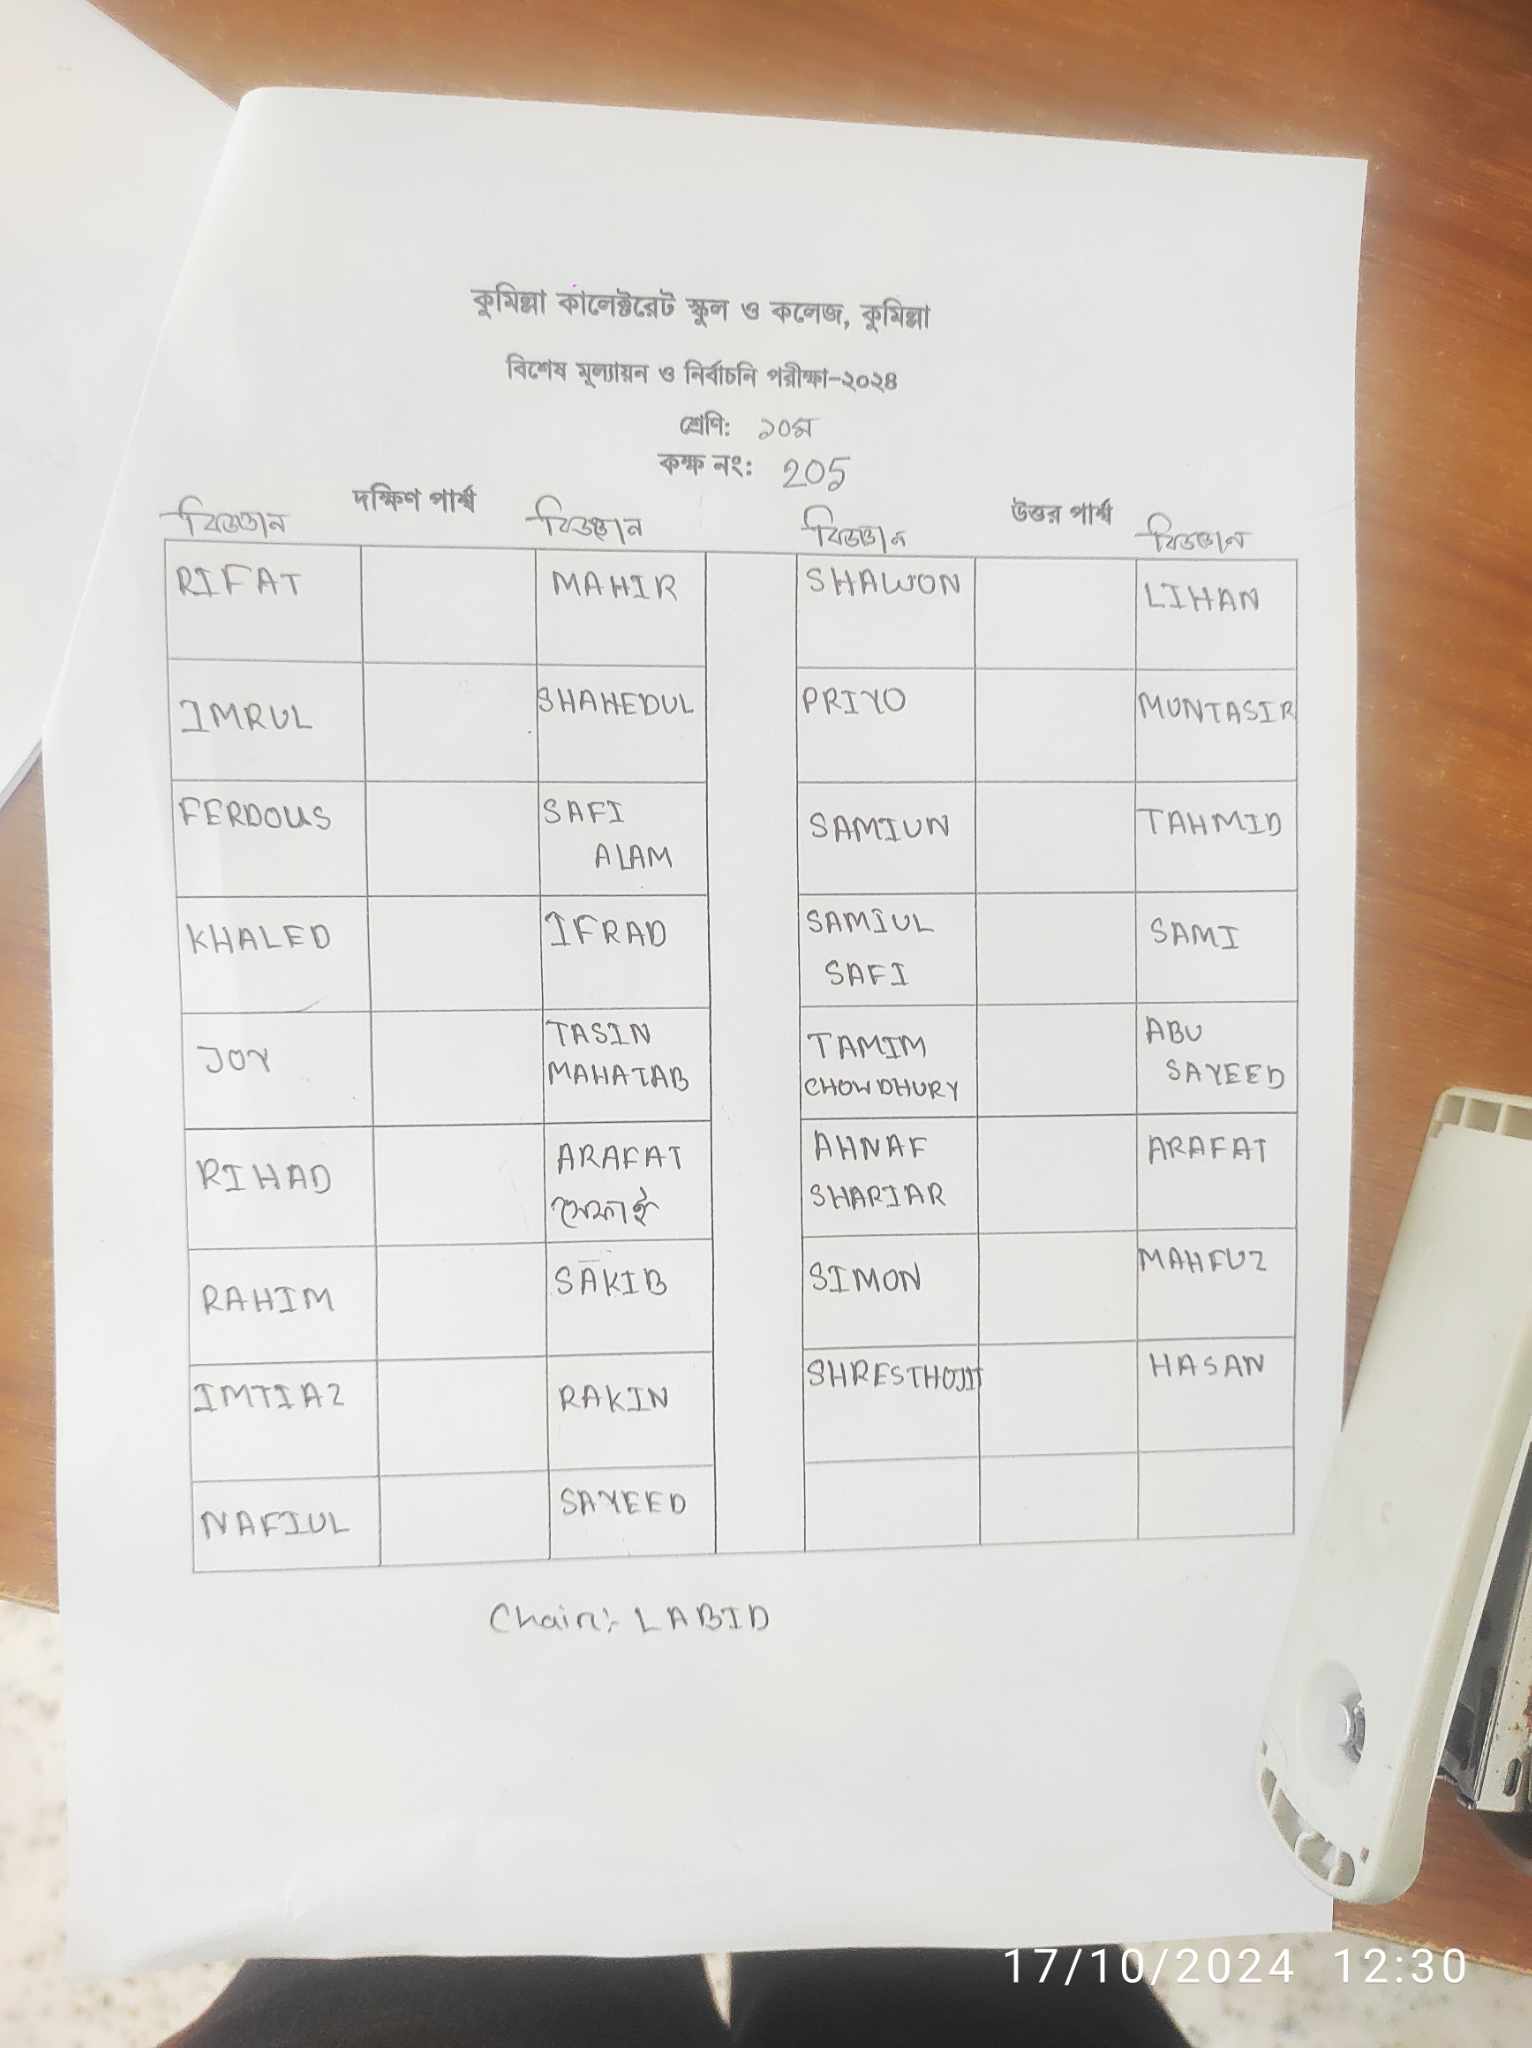 কুমিল্লা কালেক্টরেট স্কুল ও কলেজ, কুমিল্লা
বিশেষ মূল্যায়ন ও নির্বাচনি পরীক্ষা-২০২৪
শ্রেণি: ১০ম
কক্ষ নং: 205
দক্ষিণ পার্শ্ব উত্তর পার্শ্ব
বিজ্ঞান বিজ্ঞান বিজ্ঞান বিজ্ঞান
RIFAT MAHIR SHAWON LIHAN
IMRUL SHAHEDUL PRIYO MUNTASIR
FERDOUS SAFI SAMIUN TAHMID
ALAM
KHALED IFRAD SAMIUL SAMI
SAFI
JOY TASIN TAMIM ABU
MAHATAB CHOWDHURY SAYEED
RIHAD ARAFAT AHNAF ARAFAT
SHARIAR
RAHIM SAKIB SIMON MAHFUZ
IMTIAZ RAKIN SHRESTHOJIT HASAN
NAFIUL SAYEED
Chair:- LABID
17/10/2024 12:30